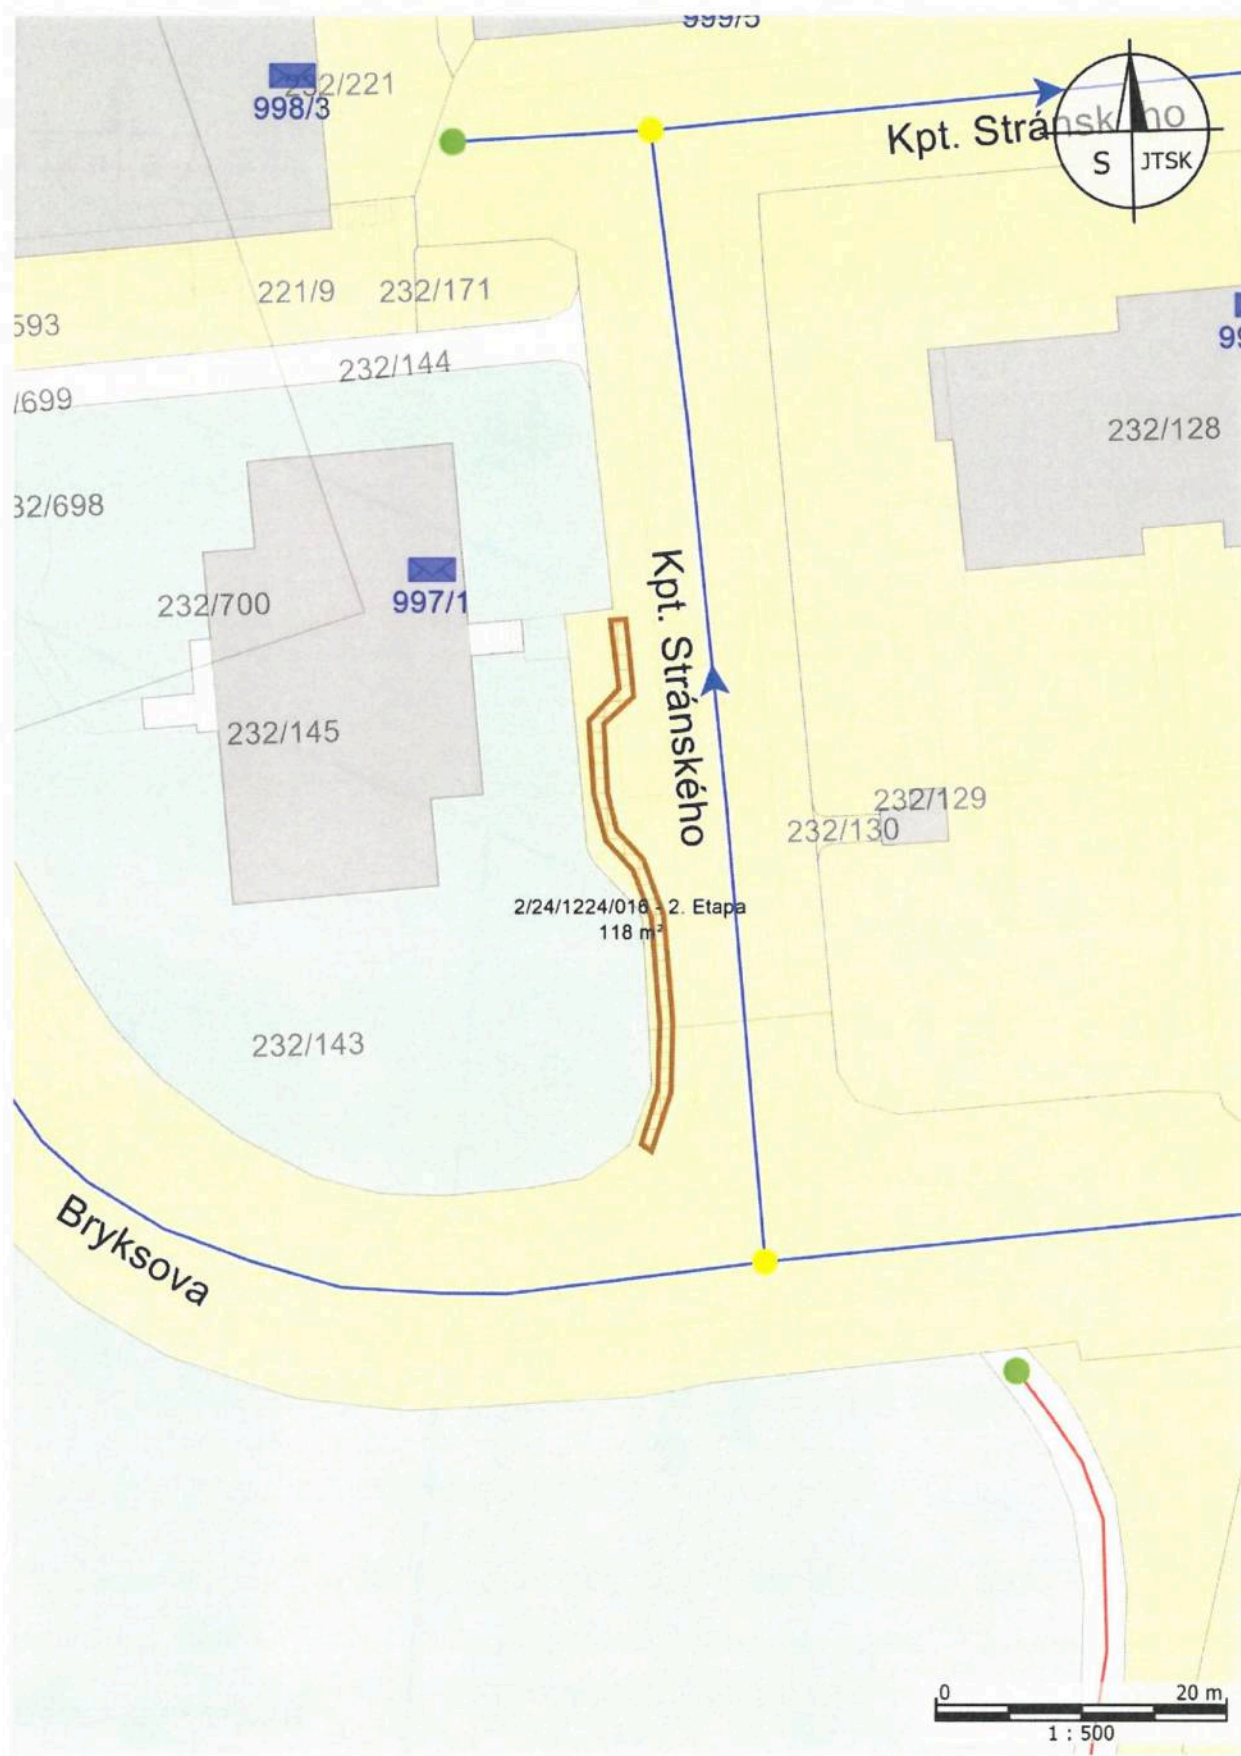 999/5
998/3
232/221
Kpt. Stránského
S JTSK
221/9
232/171
593
232/144
/699
232/128
32/698
Kpt. Stránského
232/700
997/1
232/145
232/129
232/130
2/24/1224/016 - 2. Etapa
118 m²
232/143
Bryksova
0 20 m
1 : 500